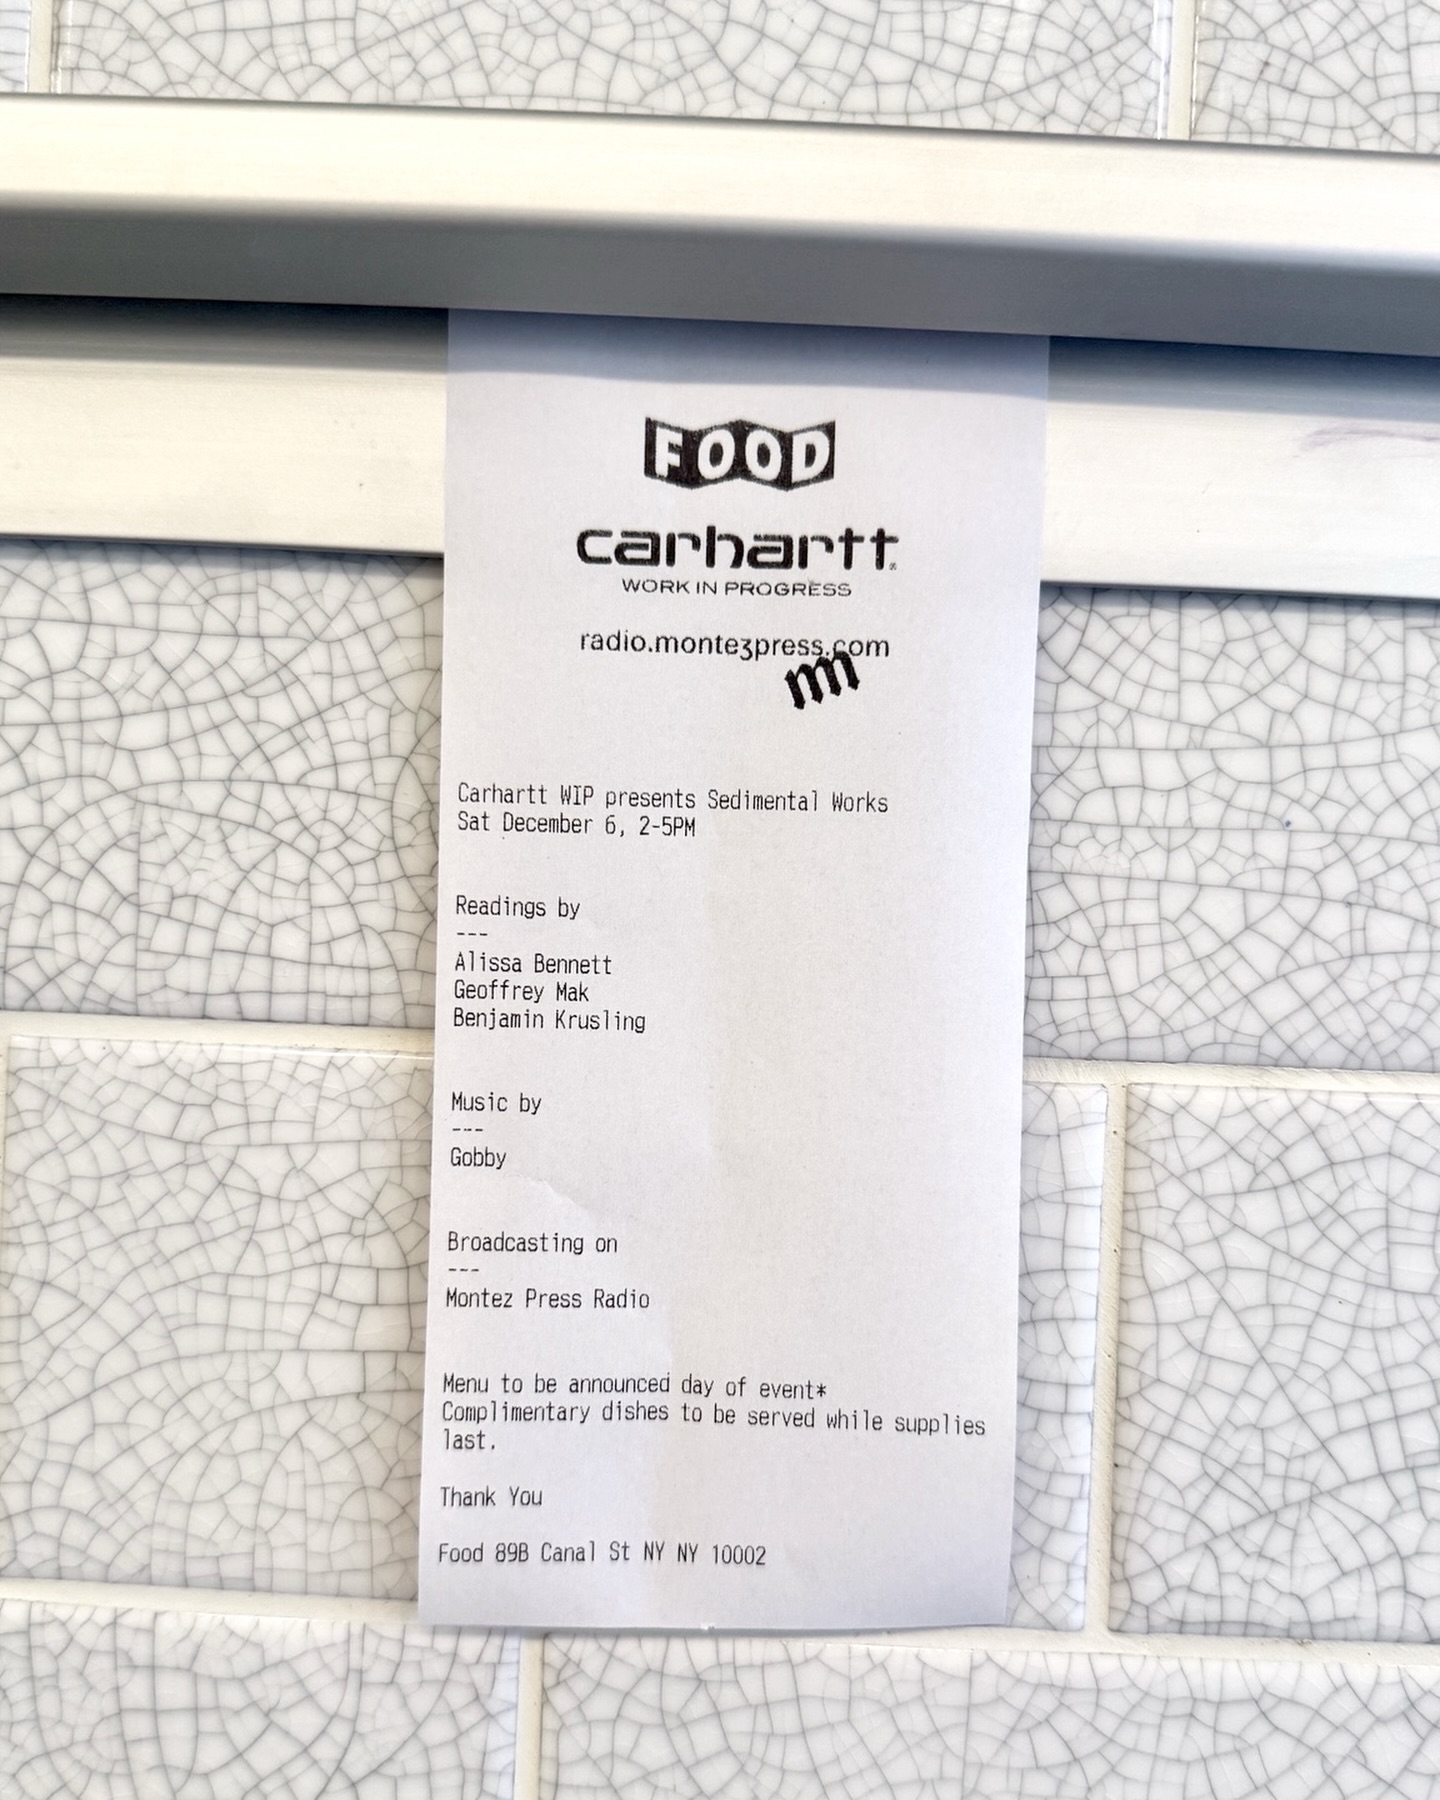 FOOD
carhartt®
WORK IN PROGRESS
radio.montezpress.com
m
Carhartt WIP presents Sedimental Works
Sat December 6, 2-5PM
Readings by
---
Alissa Bennett
Geoffrey Mak
Benjamin Krusling
Music by
---
Gobby
Broadcasting on
---
Montez Press Radio
Menu to be announced day of event*
Complimentary dishes to be served while supplies
last.
Thank You
Food 89B Canal St NY NY 10002